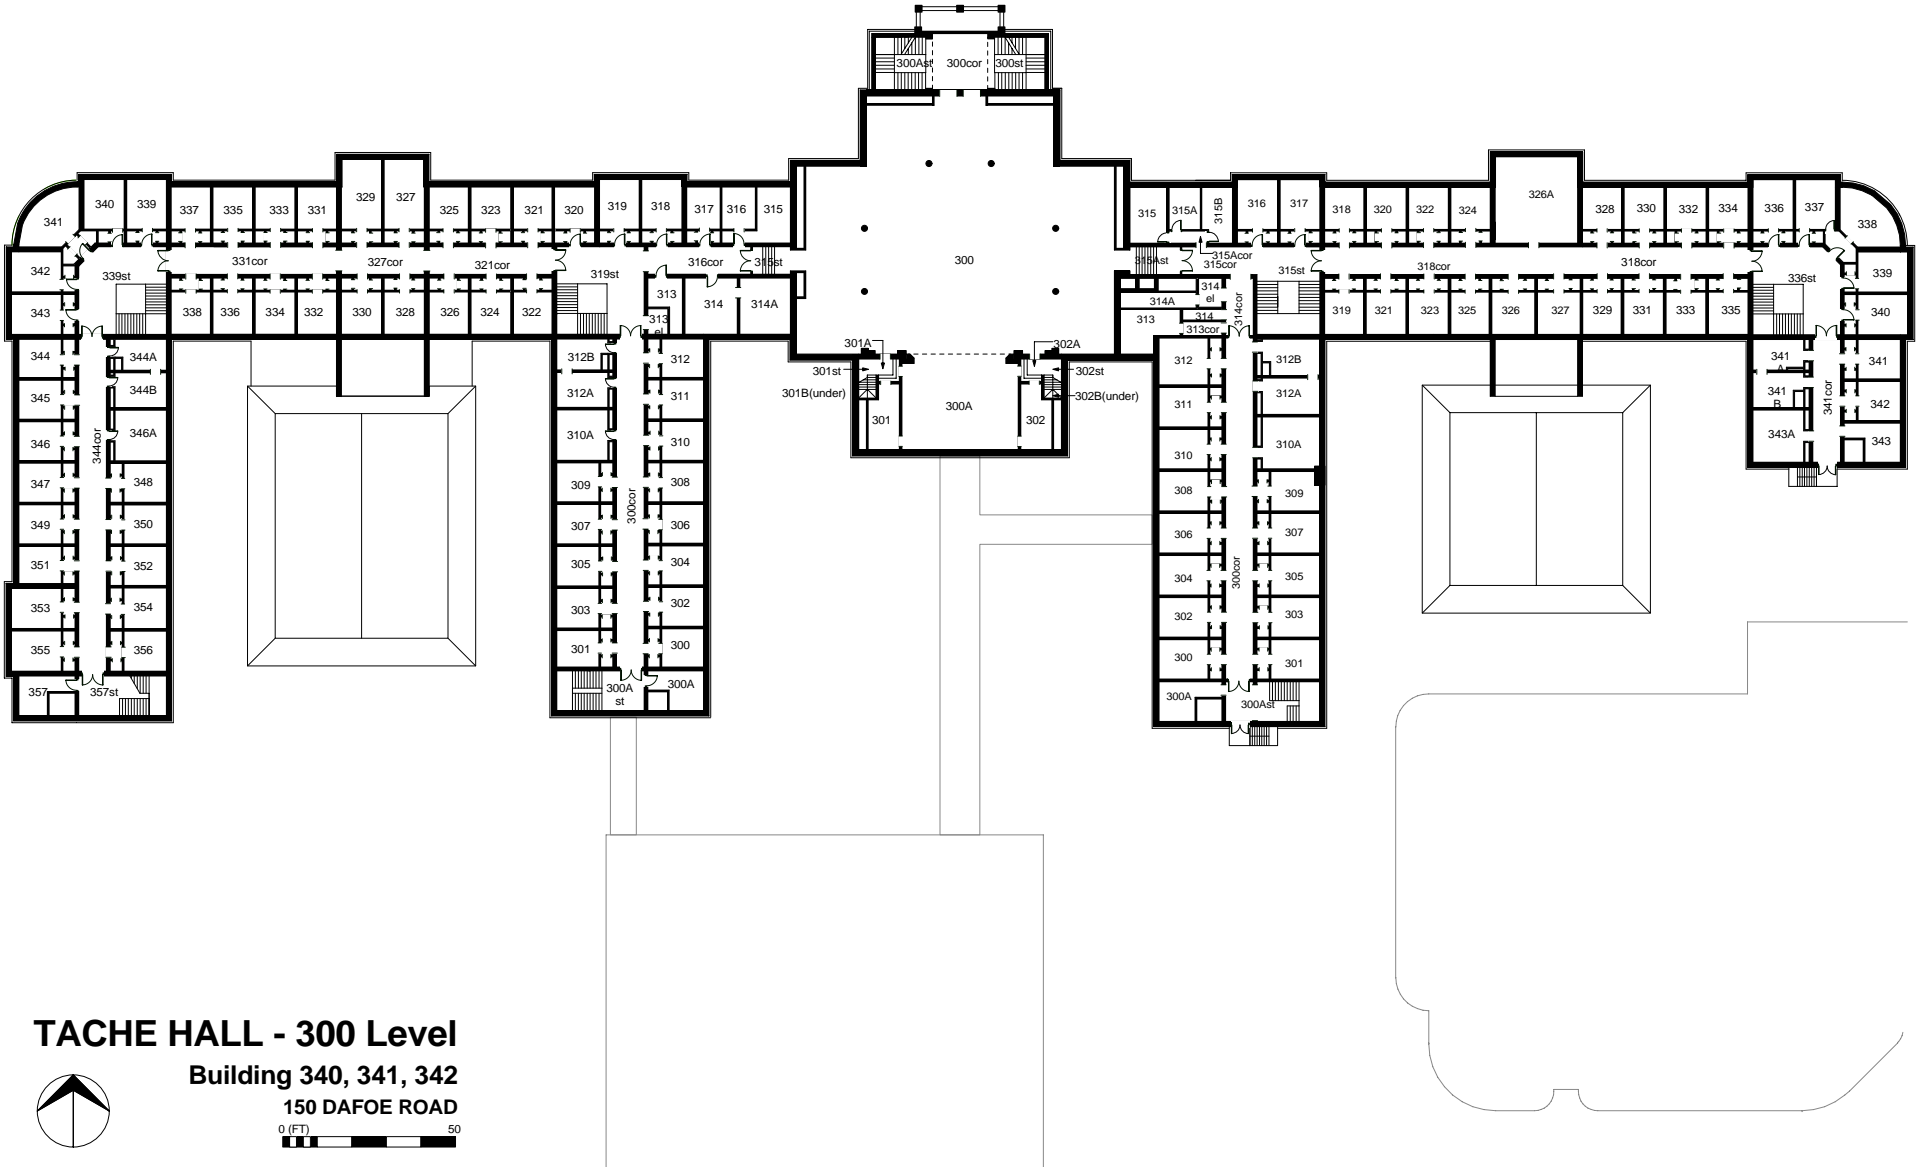 300Ast 300cor 300st
340 339 337 335 333 331 329 327 325 323 321 320 319 318 317 316 315
341
315 315A 315B 316 317 318 320 322 324 326A 328 330 332 334 336 337 338
342 339st 331cor 327cor 321cor 319st 316cor 315st
300
315Ast 315Acor 315cor 315st 318cor 318cor 336st 339
343 338 336 334 332 330 328 326 324 322 313 314 314A
313 el
314A 314 el 314cor 319 321 323 325 326 327 329 331 333 335 340
313 314
313cor
301A 302A
301st 302st
301B(under) 302B(under)
301 300A 302
344 344A
345 344B
346 346A
344cor
347 348
349 350
351 352
353 354
355 356
357 357st
312B 312
312A 311
310A 310
309 308
300cor
307 306
305 304
303 302
301 300
300A st 300A
312 312B
311 312A
310 310A
308 309
306 307
300cor
304 305
302 303
300 301
300A 300Ast
341 A 341
341 B 341cor 342
343A 343
TACHE HALL - 300 Level
Building 340, 341, 342
150 DAFOE ROAD
0 (FT) 50